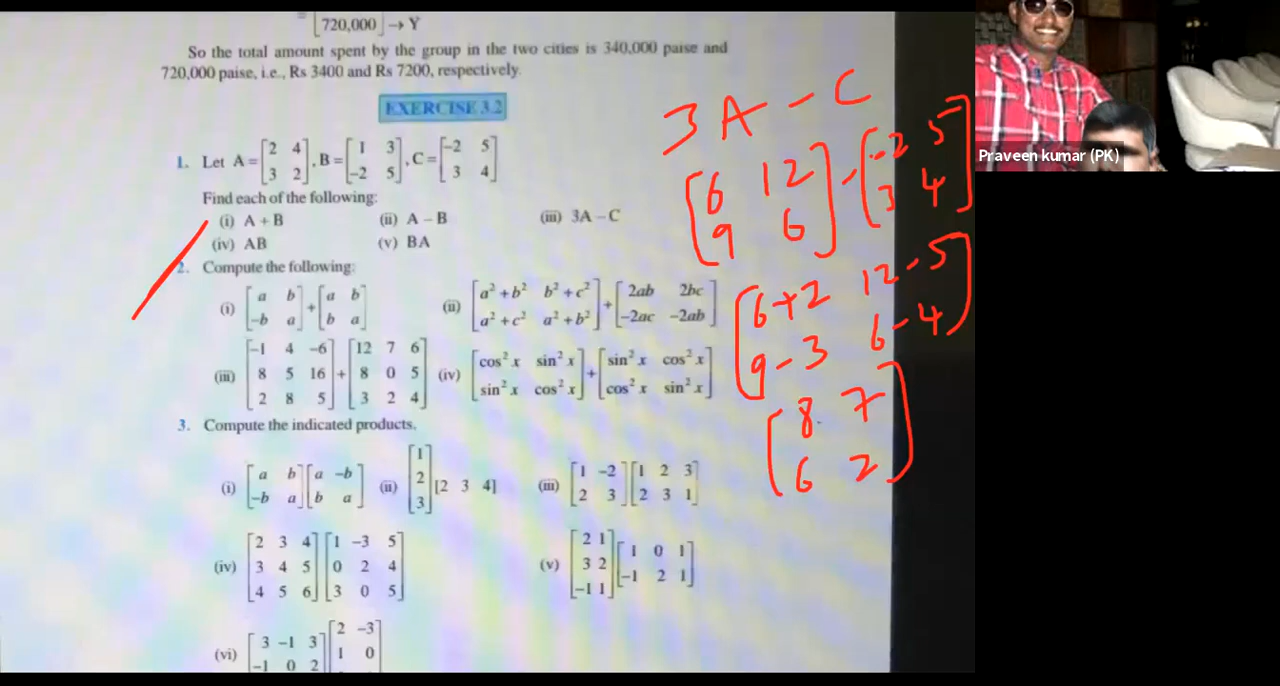 = [720,000] → Y
So the total amount spent by the group in the two cities is 340,000 paise and
720,000 paise, i.e., Rs 3400 and Rs 7200, respectively.
EXERCISE 3.2
1. Let A = [2 4 / 3 2], B = [1 3 / −2 5], C = [−2 5 / 3 4]
Find each of the following:
(i) A + B (ii) A − B (iii) 3A − C
(iv) AB (v) BA
2. Compute the following:
(i) [a b / −b a] + [a b / b a] (ii) [a² + b² b² + c² / a² + c² a² + b²] + [2ab 2bc / −2ac −2ab]
(iii) [−1 4 −6 / 8 5 16 / 2 8 5] + [12 7 6 / 8 0 5 / 3 2 4] (iv) [cos² x sin² x / sin² x cos² x] + [sin² x cos² x / cos² x sin² x]
3. Compute the indicated products.
(i) [a b / −b a] [a −b / b a] (ii) [1 / 2 / 3] [2 3 4] (iii) [1 −2 / 2 3] [1 2 3 / 2 3 1]
(iv) [2 3 4 / 3 4 5 / 4 5 6] [1 −3 5 / 0 2 4 / 3 0 5] (v) [2 1 / 3 2 / −1 1] [1 0 1 / −1 2 1]
(vi) [3 −1 3 / −1 0 2] [2 −3 / 1 0
3A − C
[6 12 / 9 6] − [−2 5 / 3 4]
[6+2 12−5 / 9−3 6−4]
[8 7 / 6 2]
Praveen kumar (PK)